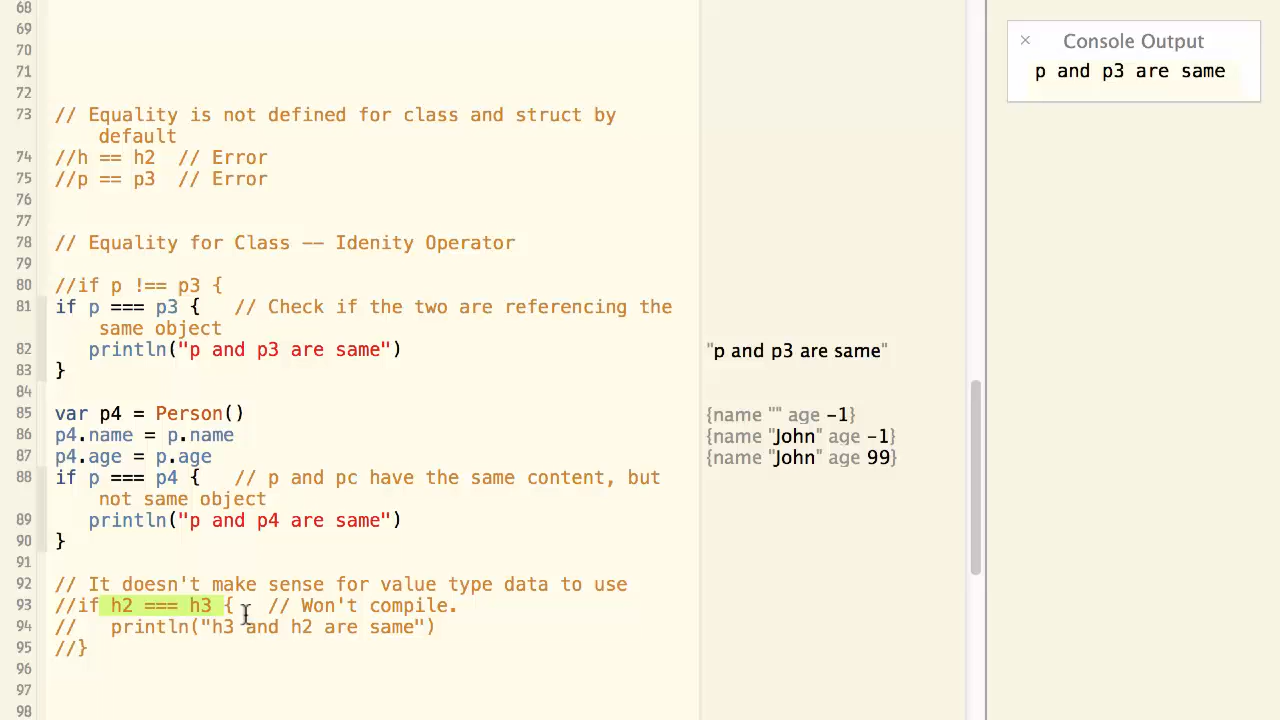 68
69
70
71
72
73 // Equality is not defined for class and struct by
default
74 //h == h2  // Error
75 //p == p3  // Error
76
77
78 // Equality for Class -- Idenity Operator
79
80 //if p !== p3 {
81 if p === p3 {   // Check if the two are referencing the
same object
82    println("p and p3 are same")
83 }
84
85 var p4 = Person()
86 p4.name = p.name
87 p4.age = p.age
88 if p === p4 {   // p and pc have the same content, but
not same object
89    println("p and p4 are same")
90 }
91
92 // It doesn't make sense for value type data to use
93 //if h2 === h3 {   // Won't compile.
94 //   println("h3 and h2 are same")
95 //}
96
97
98
"p and p3 are same"
{name "" age -1}
{name "John" age -1}
{name "John" age 99}
× Console Output
p and p3 are same